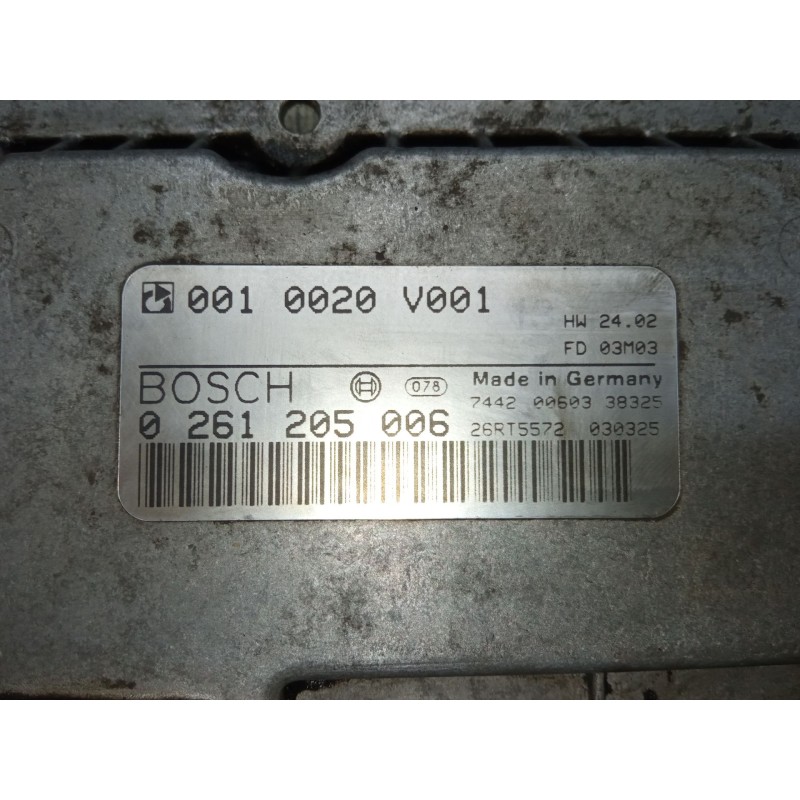 001 0020 V001
HW 24.02
FD 03M03
BOSCH 078 Made in Germany
7442 00603 38325
0 261 205 006 26RT5572 030325